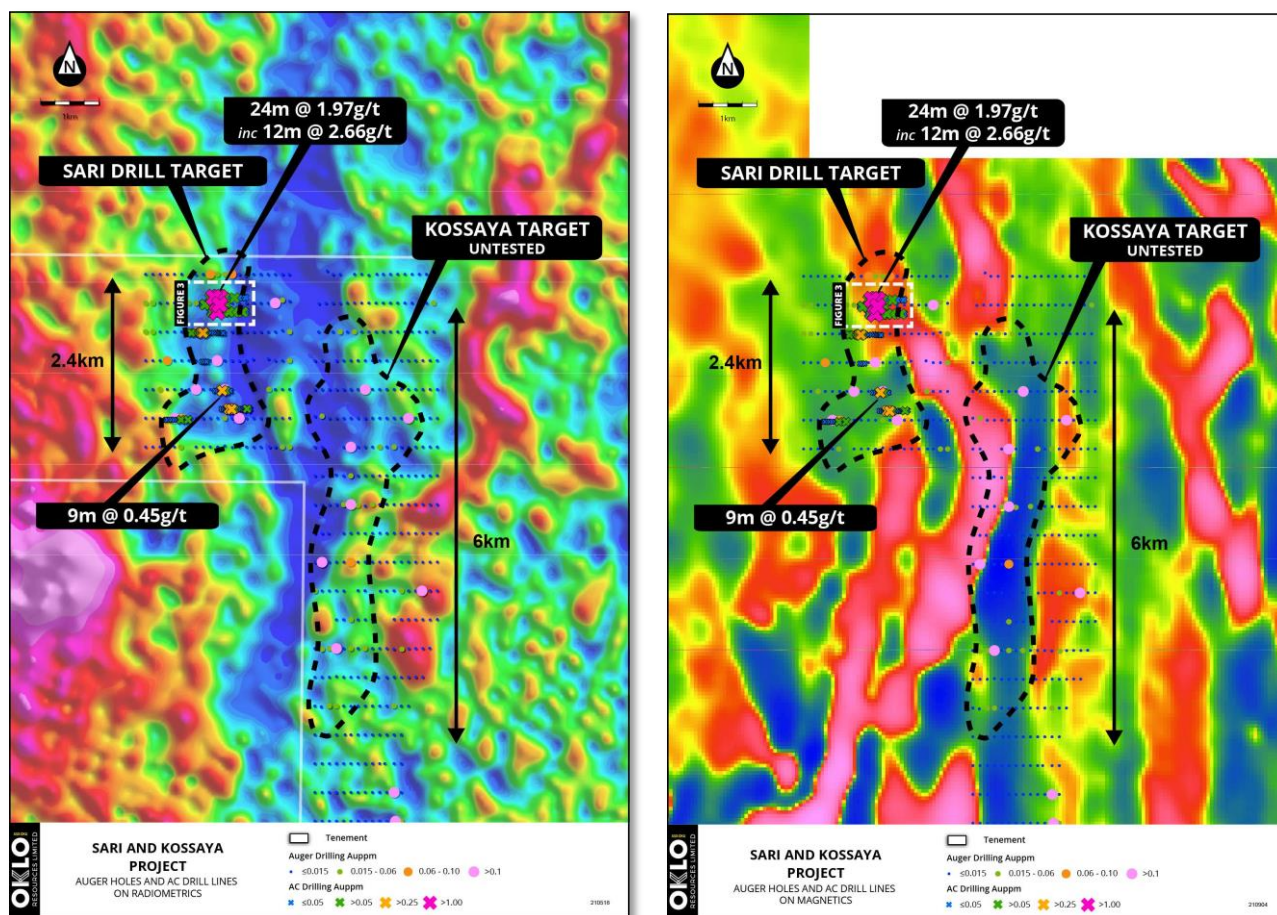 N
1km
24m @ 1.97g/t
inc 12m @ 2.66g/t
SARI DRILL TARGET
KOSSAYA TARGET
UNTESTED
FIGURE 3
2.4km
9m @ 0.45g/t
6km
OKLO
RESOURCES LIMITED
SARI AND KOSSAYA
PROJECT
AUGER HOLES AND AC DRILL LINES
ON RADIOMETRICS
Tenement
Auger Drilling Auppm
≤0.015 0.015 - 0.06 0.06 - 0.10 >0.1
AC Drilling Auppm
≤0.05 >0.05 >0.25 >1.00
210818
N
1km
24m @ 1.97g/t
inc 12m @ 2.66g/t
SARI DRILL TARGET
KOSSAYA TARGET
UNTESTED
FIGURE 3
2.4km
9m @ 0.45g/t
6km
OKLO
RESOURCES LIMITED
SARI AND KOSSAYA
PROJECT
AUGER HOLES AND AC DRILL LINES
ON MAGNETICS
Tenement
Auger Drilling Auppm
≤0.015 0.015 - 0.06 0.06 - 0.10 >0.1
AC Drilling Auppm
≤0.05 >0.05 >0.25 >1.00
210904